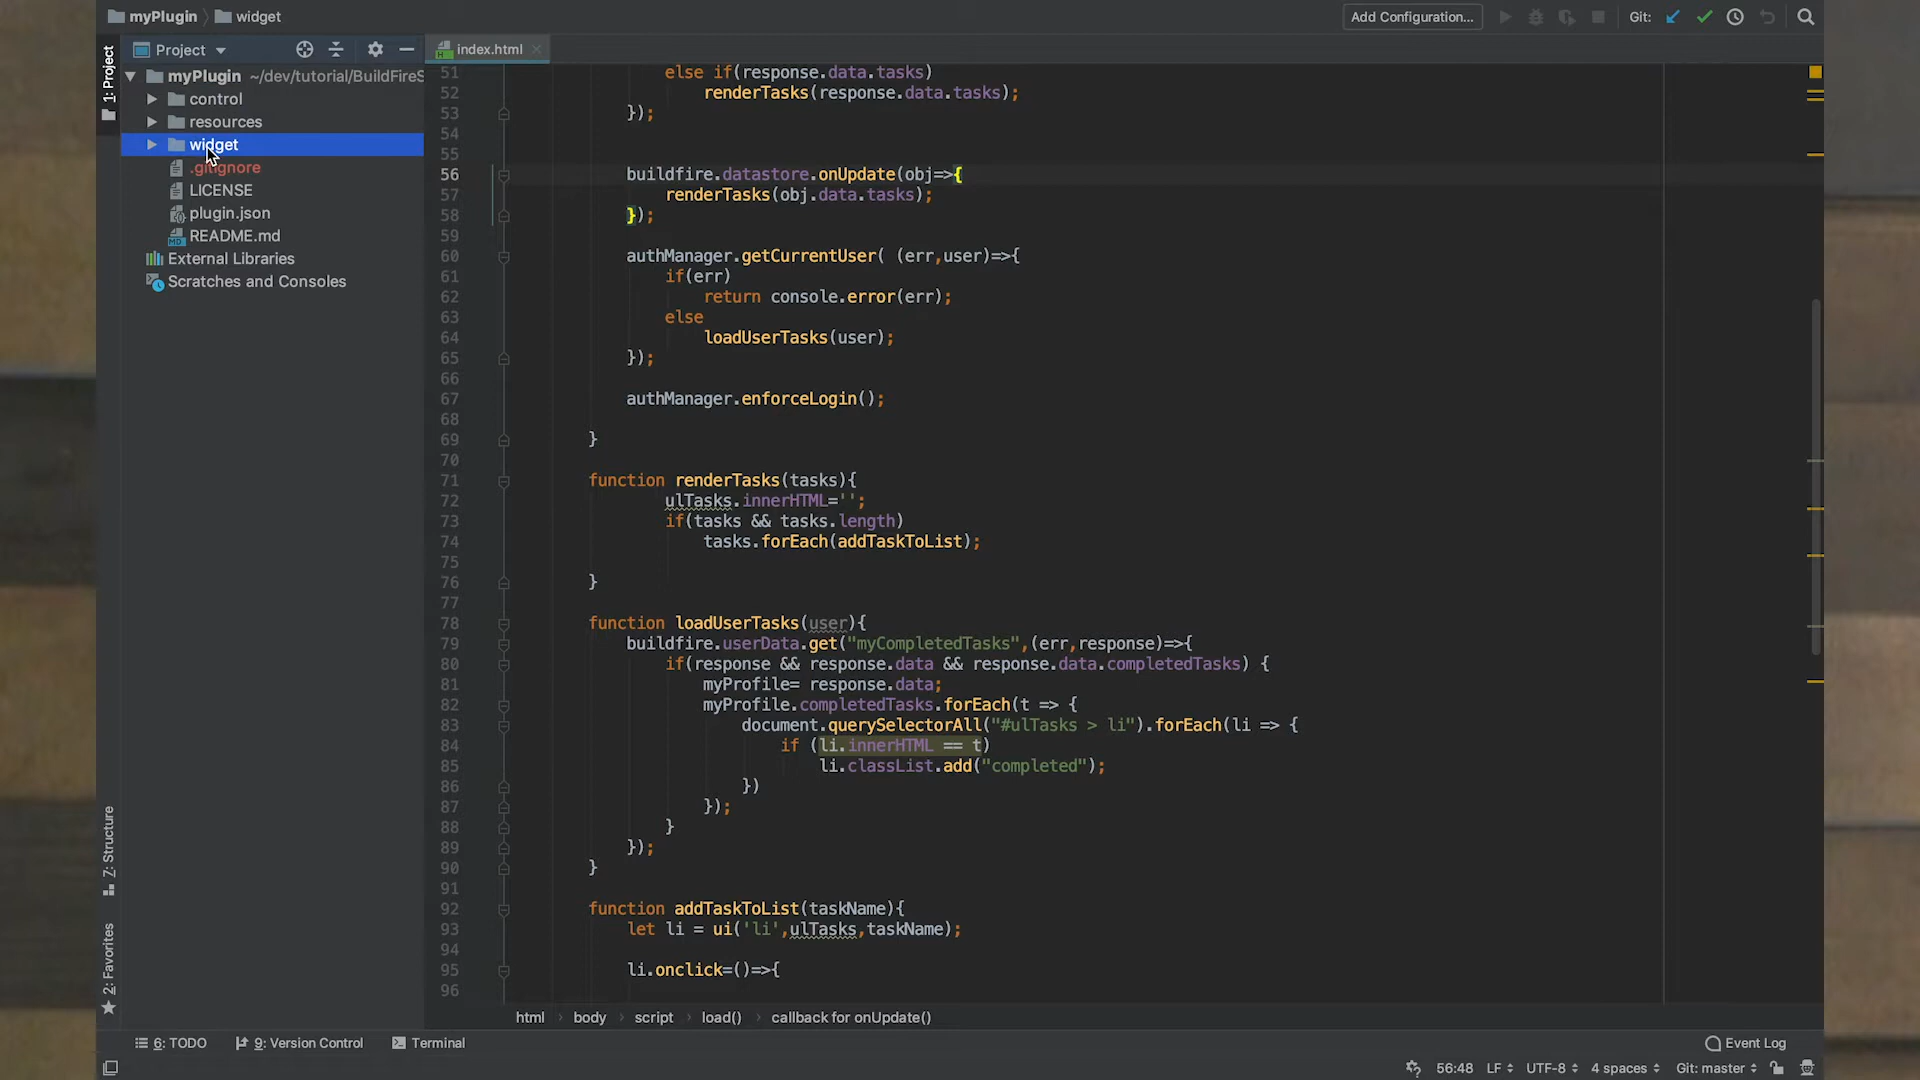 myPlugin widget Add Configuration... Git:
1: Project
Project
index.html
myPlugin ~/dev/tutorial/BuildFireS
control
resources
widget
.gitignore
LICENSE
plugin.json
README.md
External Libraries
Scratches and Consoles
51 else if(response.data.tasks)
52 renderTasks(response.data.tasks);
53 });
54
55
56 buildfire.datastore.onUpdate(obj=>{
57 renderTasks(obj.data.tasks);
58 });
59
60 authManager.getCurrentUser( (err,user)=>{
61 if(err)
62 return console.error(err);
63 else
64 loadUserTasks(user);
65 });
66
67 authManager.enforceLogin();
68
69 }
70
71 function renderTasks(tasks){
72 ulTasks.innerHTML='';
73 if(tasks && tasks.length)
74 tasks.forEach(addTaskToList);
75
76 }
77
78 function loadUserTasks(user){
79 buildfire.userData.get("myCompletedTasks",(err,response)=>{
80 if(response && response.data && response.data.completedTasks) {
81 myProfile= response.data;
82 myProfile.completedTasks.forEach(t => {
83 document.querySelectorAll("#ulTasks > li").forEach(li => {
84 if (li.innerHTML == t)
85 li.classList.add("completed");
86 })
87 });
88 }
89 });
90 }
91
92 function addTaskToList(taskName){
93 let li = ui('li',ulTasks,taskName);
94
95 li.onclick=()=>{
96
Z: Structure
2: Favorites
html body script load() callback for onUpdate()
6: TODO 9: Version Control Terminal Event Log
56:48 LF UTF-8 4 spaces Git: master